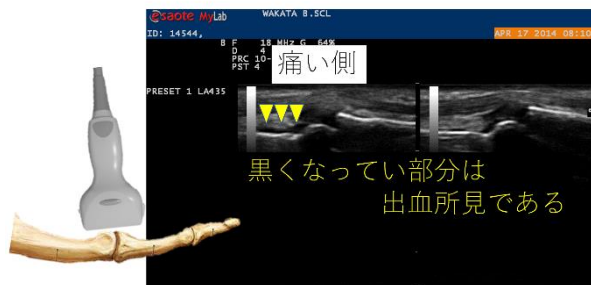 esaote MyLab
WAKATA B.SCL
ID: 14544,
APR 17 2014 08:10
B F 18 MHz G 64%
D 4
PRC 10-
PST 4
痛い側
PRESET 1 LA435
黒くなってい部分は
出血所見である